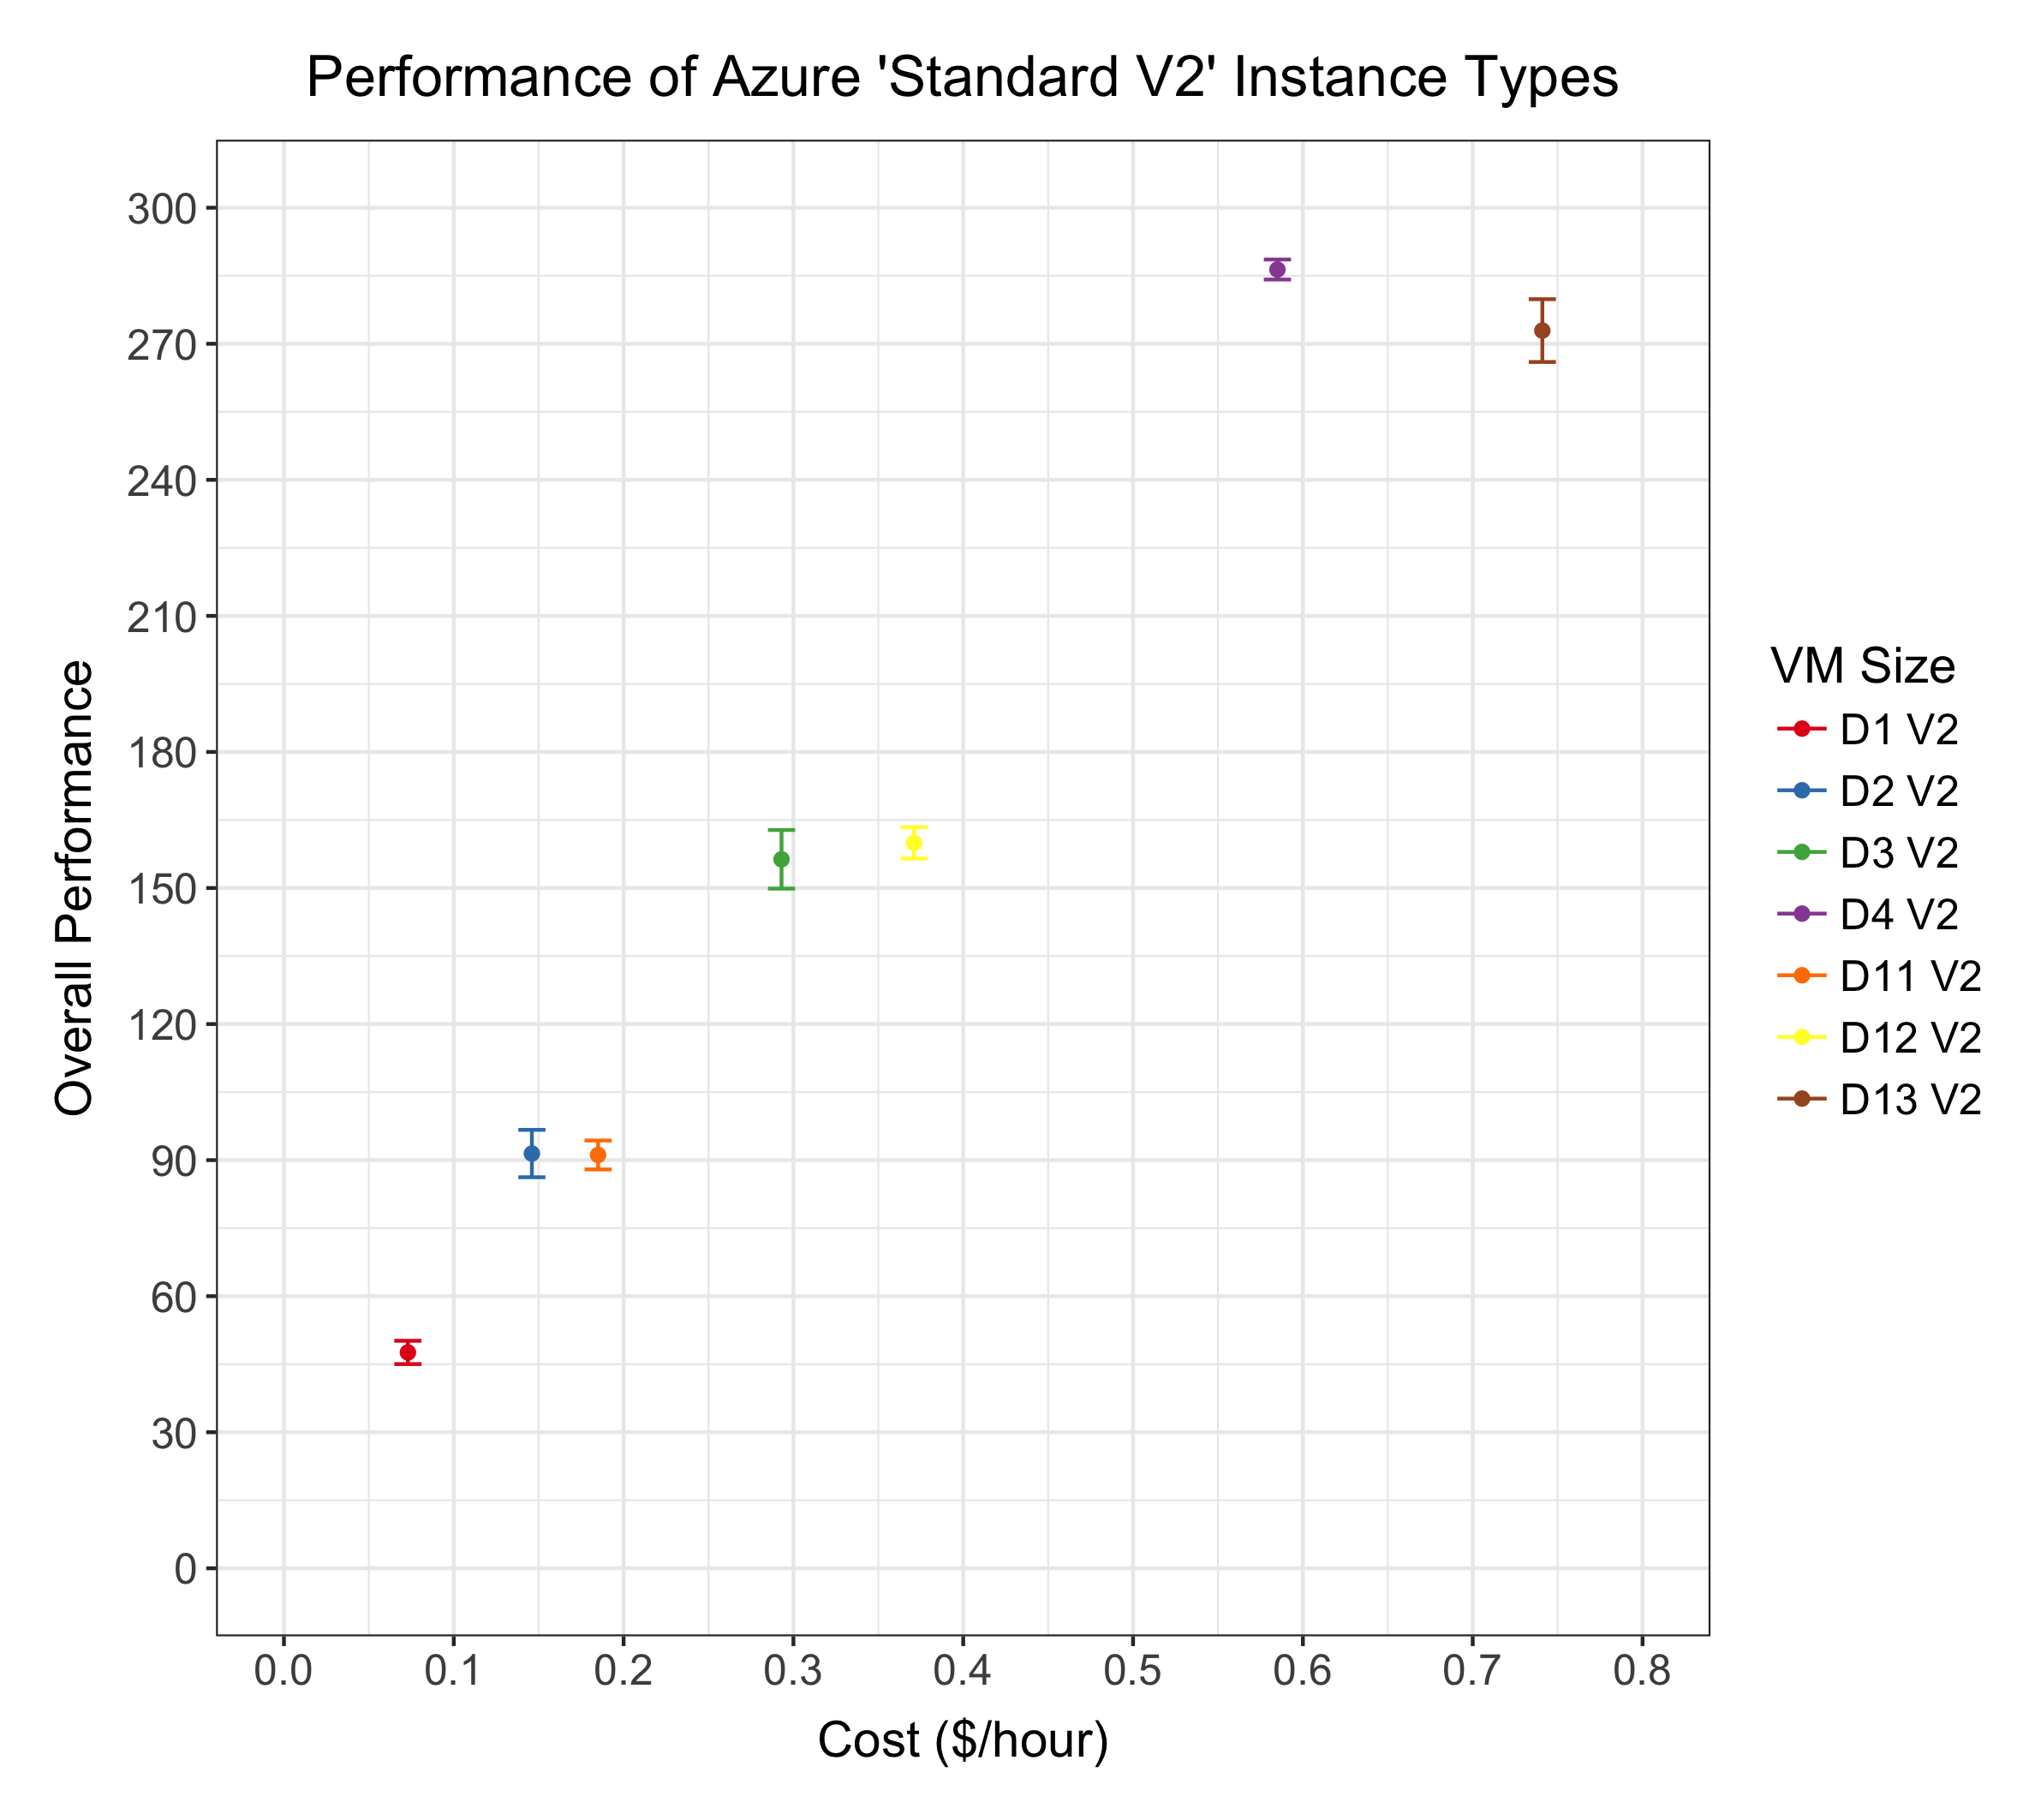 Performance of Azure 'Standard V2' Instance Types
300
270
240
210
180
150
120
90
60
30
0
Overall Performance
0.0 0.1 0.2 0.3 0.4 0.5 0.6 0.7 0.8
Cost ($/hour)
VM Size
D1 V2
D2 V2
D3 V2
D4 V2
D11 V2
D12 V2
D13 V2